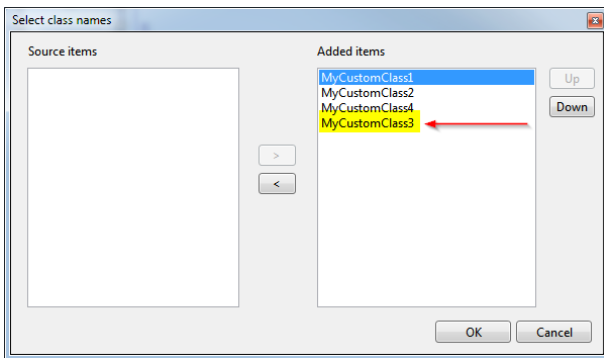 Select class names
Source items
Added items
MyCustomClass1
MyCustomClass2
MyCustomClass4
MyCustomClass3
Up
Down
>
<
OK
Cancel